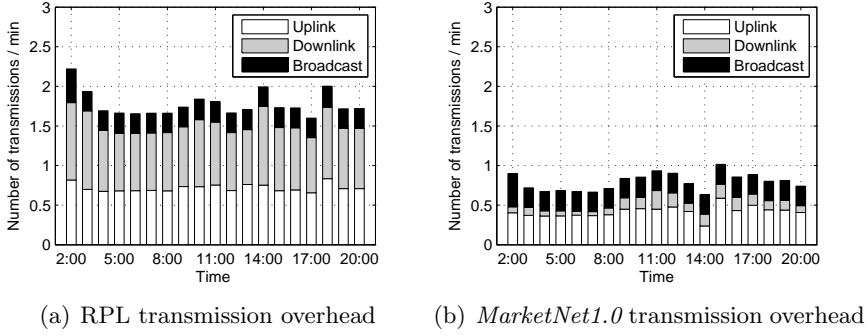 3
2.5
2
1.5
1
0.5
0
Number of transmissions / min
Uplink
Downlink
Broadcast
2:00 5:00 8:00 11:00 14:00 17:00 20:00
Time
(a) RPL transmission overhead
3
2.5
2
1.5
1
0.5
0
Number of transmissions / min
Uplink
Downlink
Broadcast
2:00 5:00 8:00 11:00 14:00 17:00 20:00
Time
(b) MarketNet1.0 transmission overhead